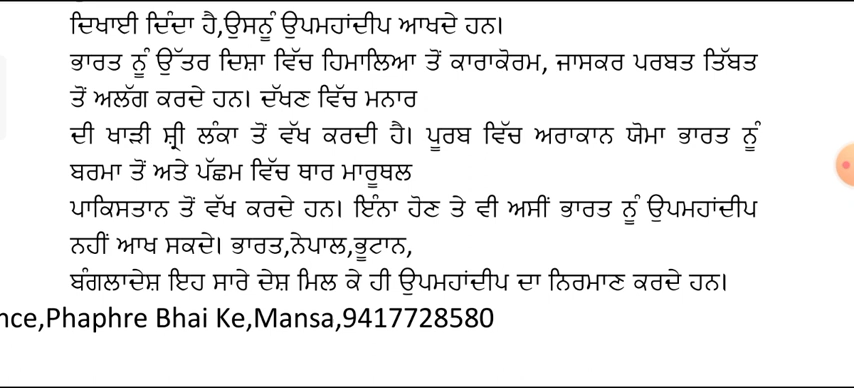 ਦਿਖਾਈ ਦਿੰਦਾ ਹੈ,ਉਸਨੂੰ ਉਪਮਹਾਂਦੀਪ ਆਖਦੇ ਹਨ।
ਭਾਰਤ ਨੂੰ ਉੱਤਰ ਦਿਸ਼ਾ ਵਿੱਚ ਹਿਮਾਲਿਆ ਤੋਂ ਕਾਰਾਕੋਰਮ, ਜਾਸਕਰ ਪਰਬਤ ਤਿੱਬਤ
ਤੋਂ ਅਲੱਗ ਕਰਦੇ ਹਨ। ਦੱਖਣ ਵਿੱਚ ਮਨਾਰ
ਦੀ ਖਾੜੀ ਸ਼੍ਰੀ ਲੰਕਾ ਤੋਂ ਵੱਖ ਕਰਦੀ ਹੈ। ਪੂਰਬ ਵਿੱਚ ਅਰਾਕਾਨ ਯੋਮਾ ਭਾਰਤ ਨੂੰ
ਬਰਮਾ ਤੋਂ ਅਤੇ ਪੱਛਮ ਵਿੱਚ ਥਾਰ ਮਾਰੂਥਲ
ਪਾਕਿਸਤਾਨ ਤੋਂ ਵੱਖ ਕਰਦੇ ਹਨ। ਇੰਨਾ ਹੋਣ ਤੇ ਵੀ ਅਸੀਂ ਭਾਰਤ ਨੂੰ ਉਪਮਹਾਂਦੀਪ
ਨਹੀਂ ਆਖ ਸਕਦੇ। ਭਾਰਤ,ਨੇਪਾਲ,ਭੂਟਾਨ,
ਬੰਗਲਾਦੇਸ਼ ਇਹ ਸਾਰੇ ਦੇਸ਼ ਮਿਲ ਕੇ ਹੀ ਉਪਮਹਾਂਦੀਪ ਦਾ ਨਿਰਮਾਣ ਕਰਦੇ ਹਨ।
nce,Phaphre Bhai Ke,Mansa,9417728580